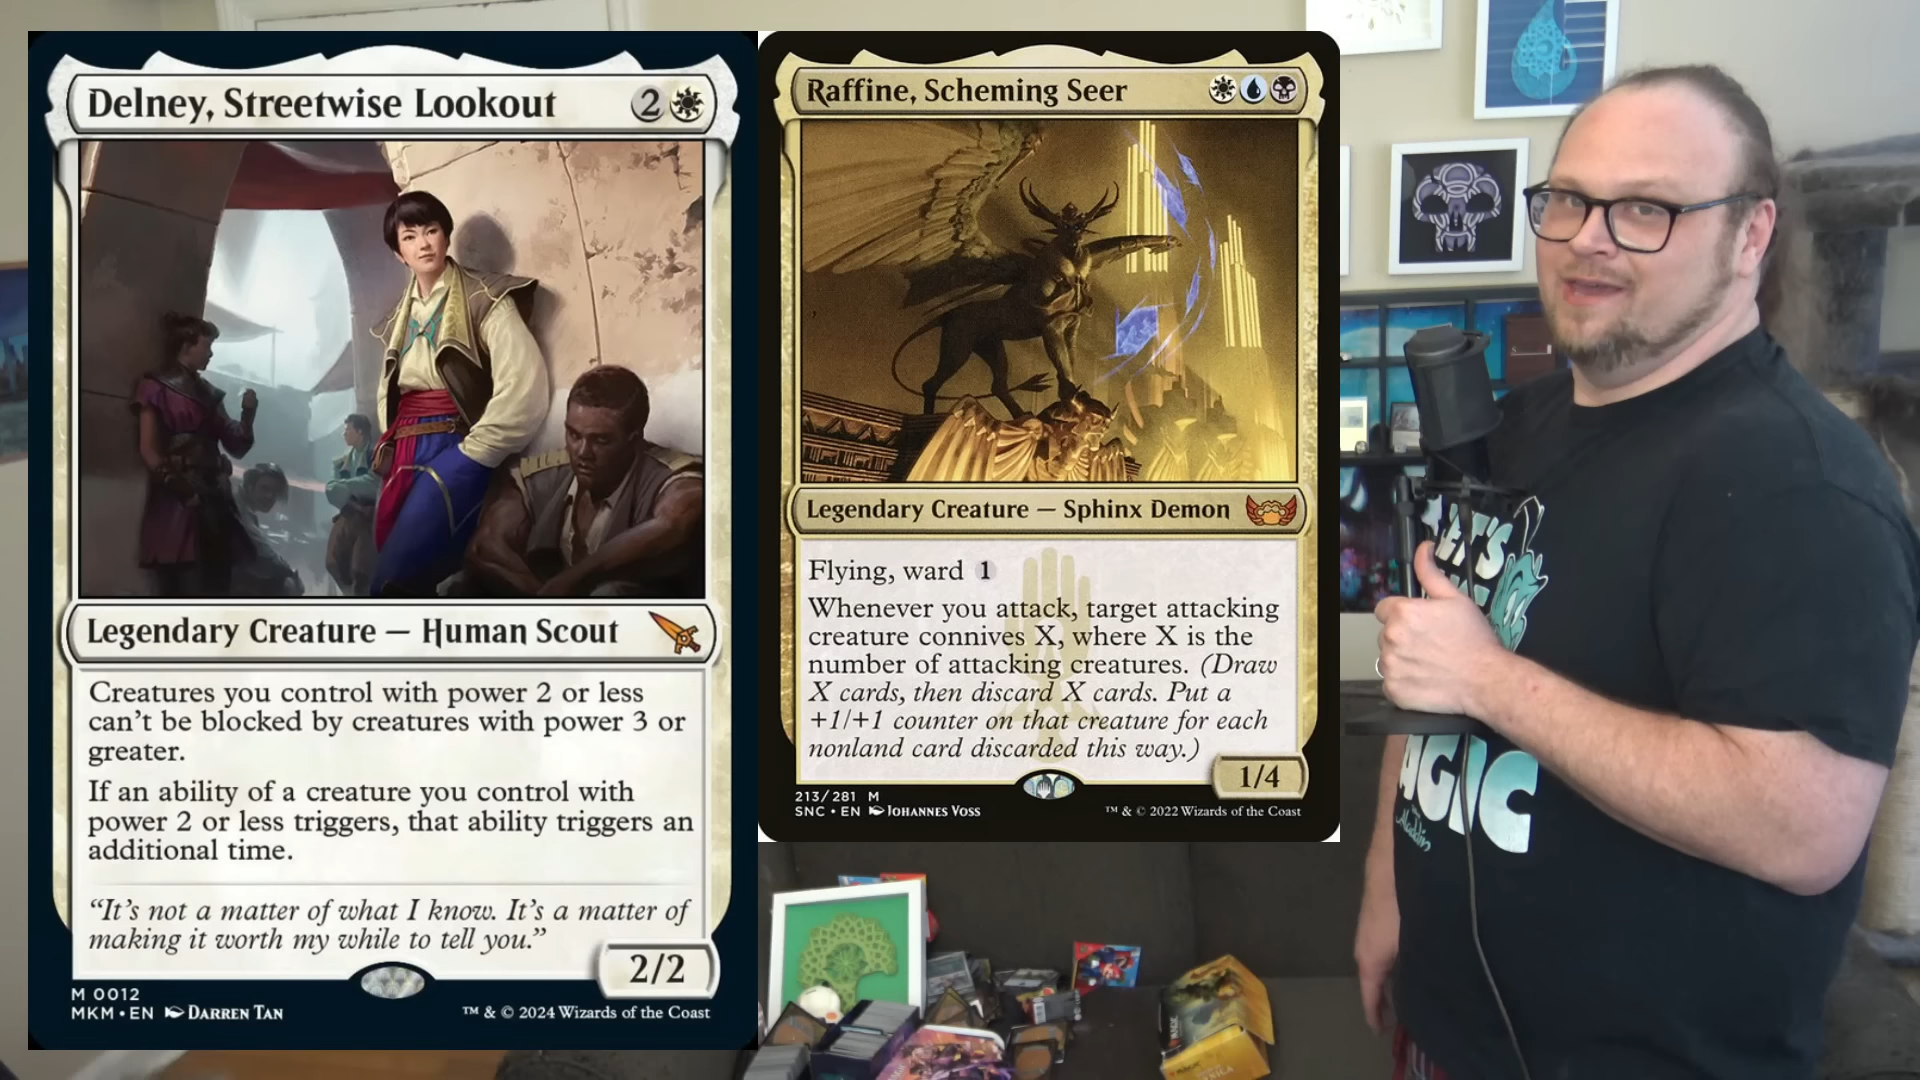 Delney, Streetwise Lookout 2
Legendary Creature — Human Scout
Creatures you control with power 2 or less
can't be blocked by creatures with power 3 or
greater.
If an ability of a creature you control with
power 2 or less triggers, that ability triggers an
additional time.
“It's not a matter of what I know. It's a matter of
making it worth my while to tell you.”
2/2
M 0012
MKM • EN DARREN TAN
™ & © 2024 Wizards of the Coast
Raffine, Scheming Seer
Legendary Creature — Sphinx Demon
Flying, ward 1
Whenever you attack, target attacking
creature connives X, where X is the
number of attacking creatures. (Draw
X cards, then discard X cards. Put a
+1/+1 counter on that creature for each
nonland card discarded this way.)
1/4
213/281 M
SNC • EN JOHANNES VOSS
™ & © 2022 Wizards of the Coast
LET'S
MAGIC
Aladdin